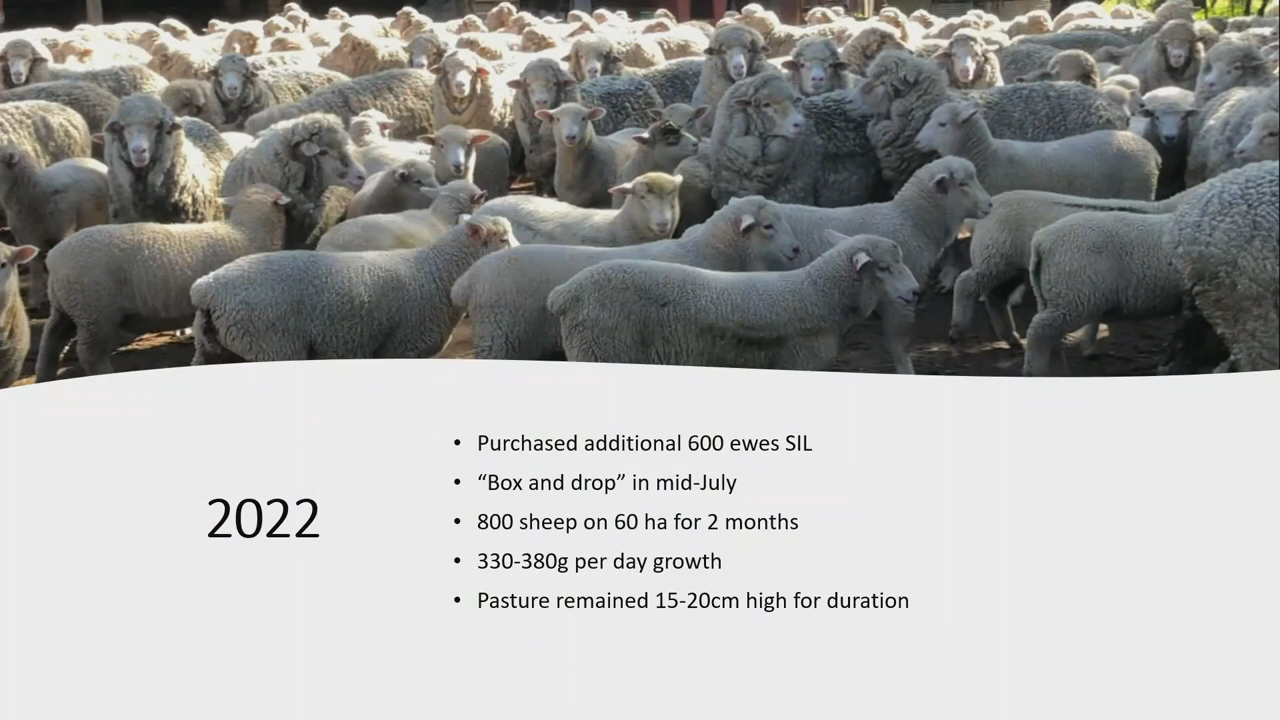 2022
• Purchased additional 600 ewes SIL
• “Box and drop” in mid-July
• 800 sheep on 60 ha for 2 months
• 330-380g per day growth
• Pasture remained 15-20cm high for duration